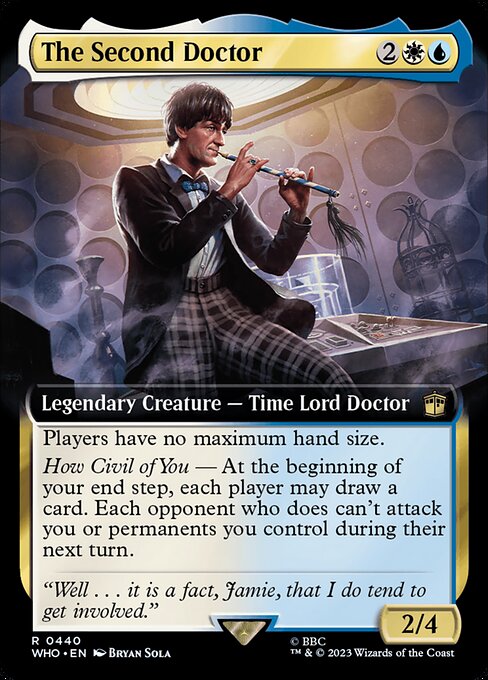 The Second Doctor 2
Legendary Creature — Time Lord Doctor
Players have no maximum hand size.
How Civil of You — At the beginning of
your end step, each player may draw a
card. Each opponent who does can't attack
you or permanents you control during their
next turn.
“Well . . . it is a fact, Jamie, that I do tend to
get involved.”
2/4
R 0440
WHO • EN Bryan Sola
© BBC
™ & © 2023 Wizards of the Coast